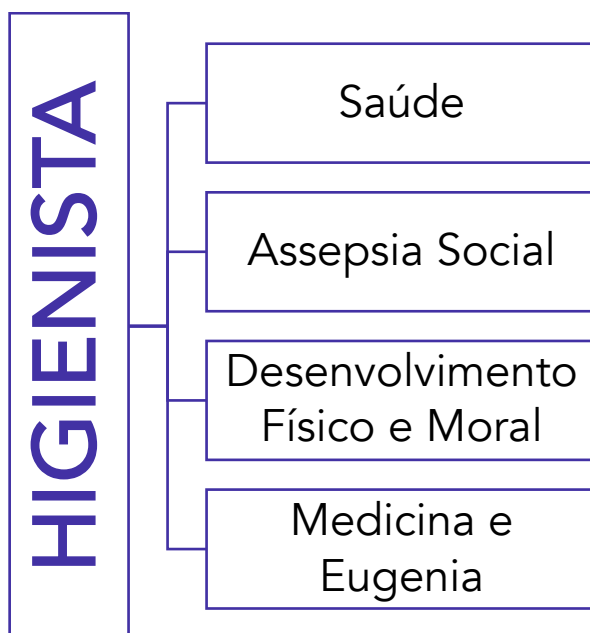 HIGIENISTA
Saúde
Assepsia Social
Desenvolvimento
Físico e Moral
Medicina e
Eugenia